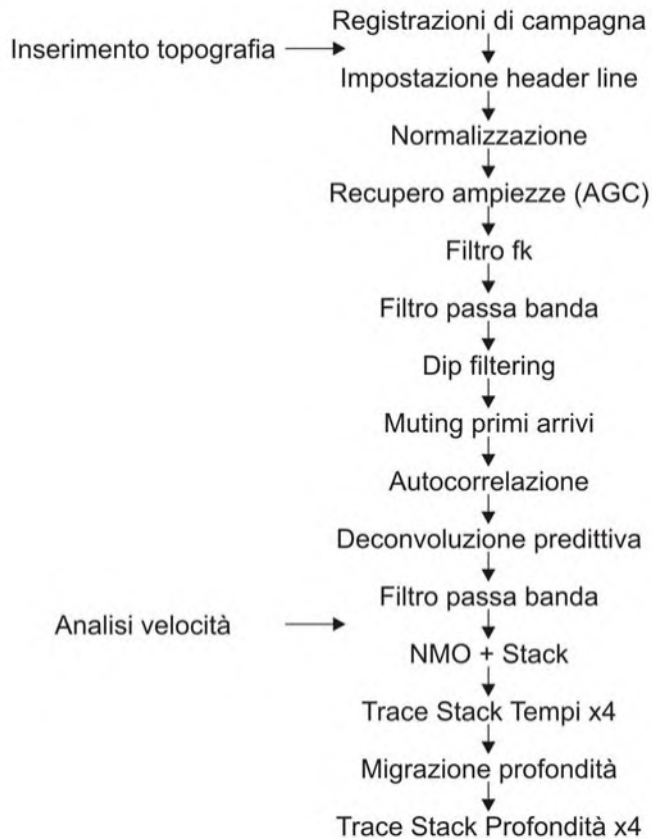 Registrazioni di campagna
Inserimento topografia
Impostazione header line
Normalizzazione
Recupero ampiezze (AGC)
Filtro fk
Filtro passa banda
Dip filtering
Muting primi arrivi
Autocorrelazione
Deconvoluzione predittiva
Filtro passa banda
Analisi velocità
NMO + Stack
Trace Stack Tempi x4
Migrazione profondità
Trace Stack Profondità x4